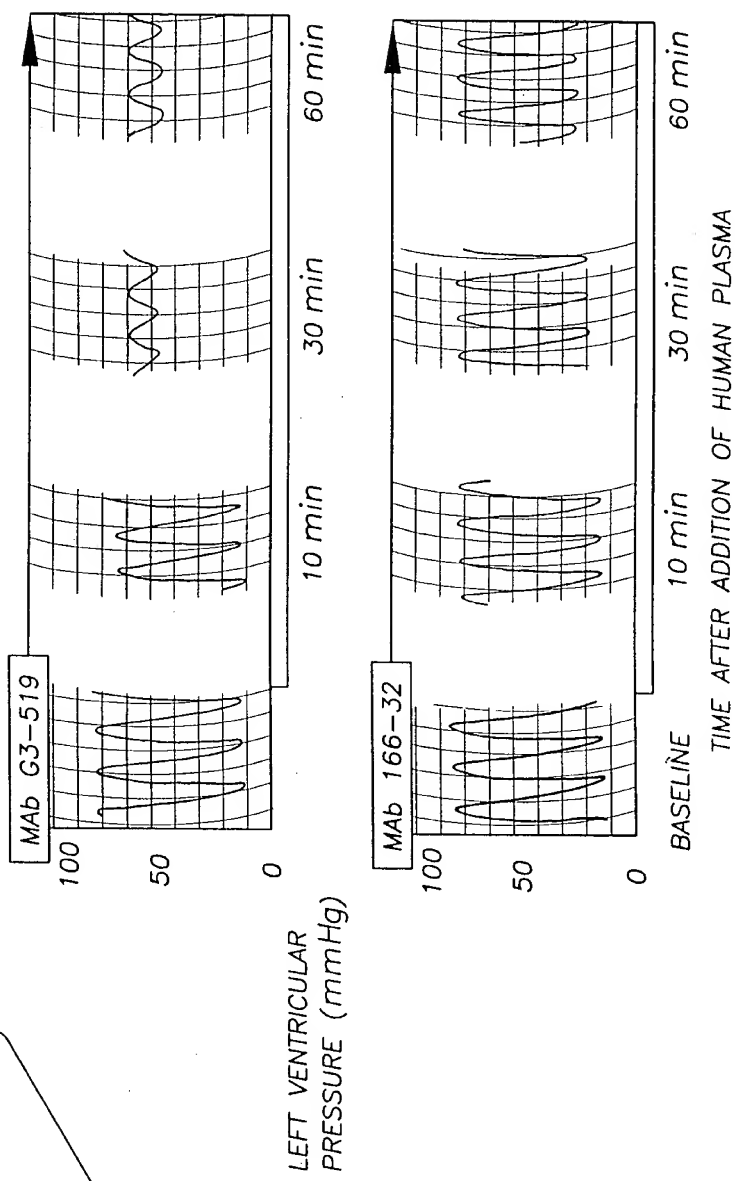 MAb G3-519
100
50
0
10 min
30 min
60 min
LEFT VENTRICULAR
PRESSURE (mmHg)
MAb 166-32
100
50
0
BASELINE
10 min
30 min
60 min
TIME AFTER ADDITION OF HUMAN PLASMA